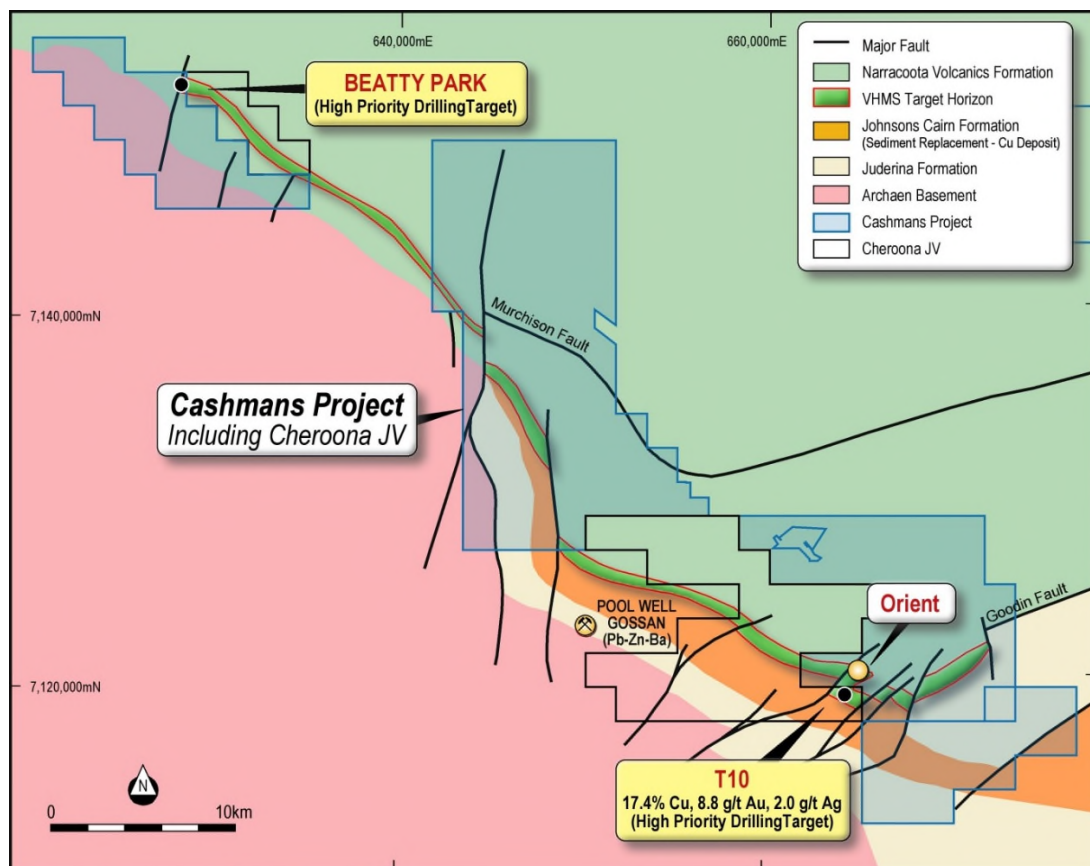 640,000mE
660,000mE
Major Fault
Narracoota Volcanics Formation
VHMS Target Horizon
Johnsons Cairn Formation
(Sediment Replacement - Cu Deposit)
Juderina Formation
Archaen Basement
Cashmans Project
Cheroona JV
BEATTY PARK
(High Priority DrillingTarget)
7,140,000mN
Murchison Fault
Cashmans Project
Including Cheroona JV
POOL WELL
GOSSAN
(Pb-Zn-Ba)
Orient
Goodin Fault
7,120,000mN
T10
17.4% Cu, 8.8 g/t Au, 2.0 g/t Ag
(High Priority DrillingTarget)
N
0 10km